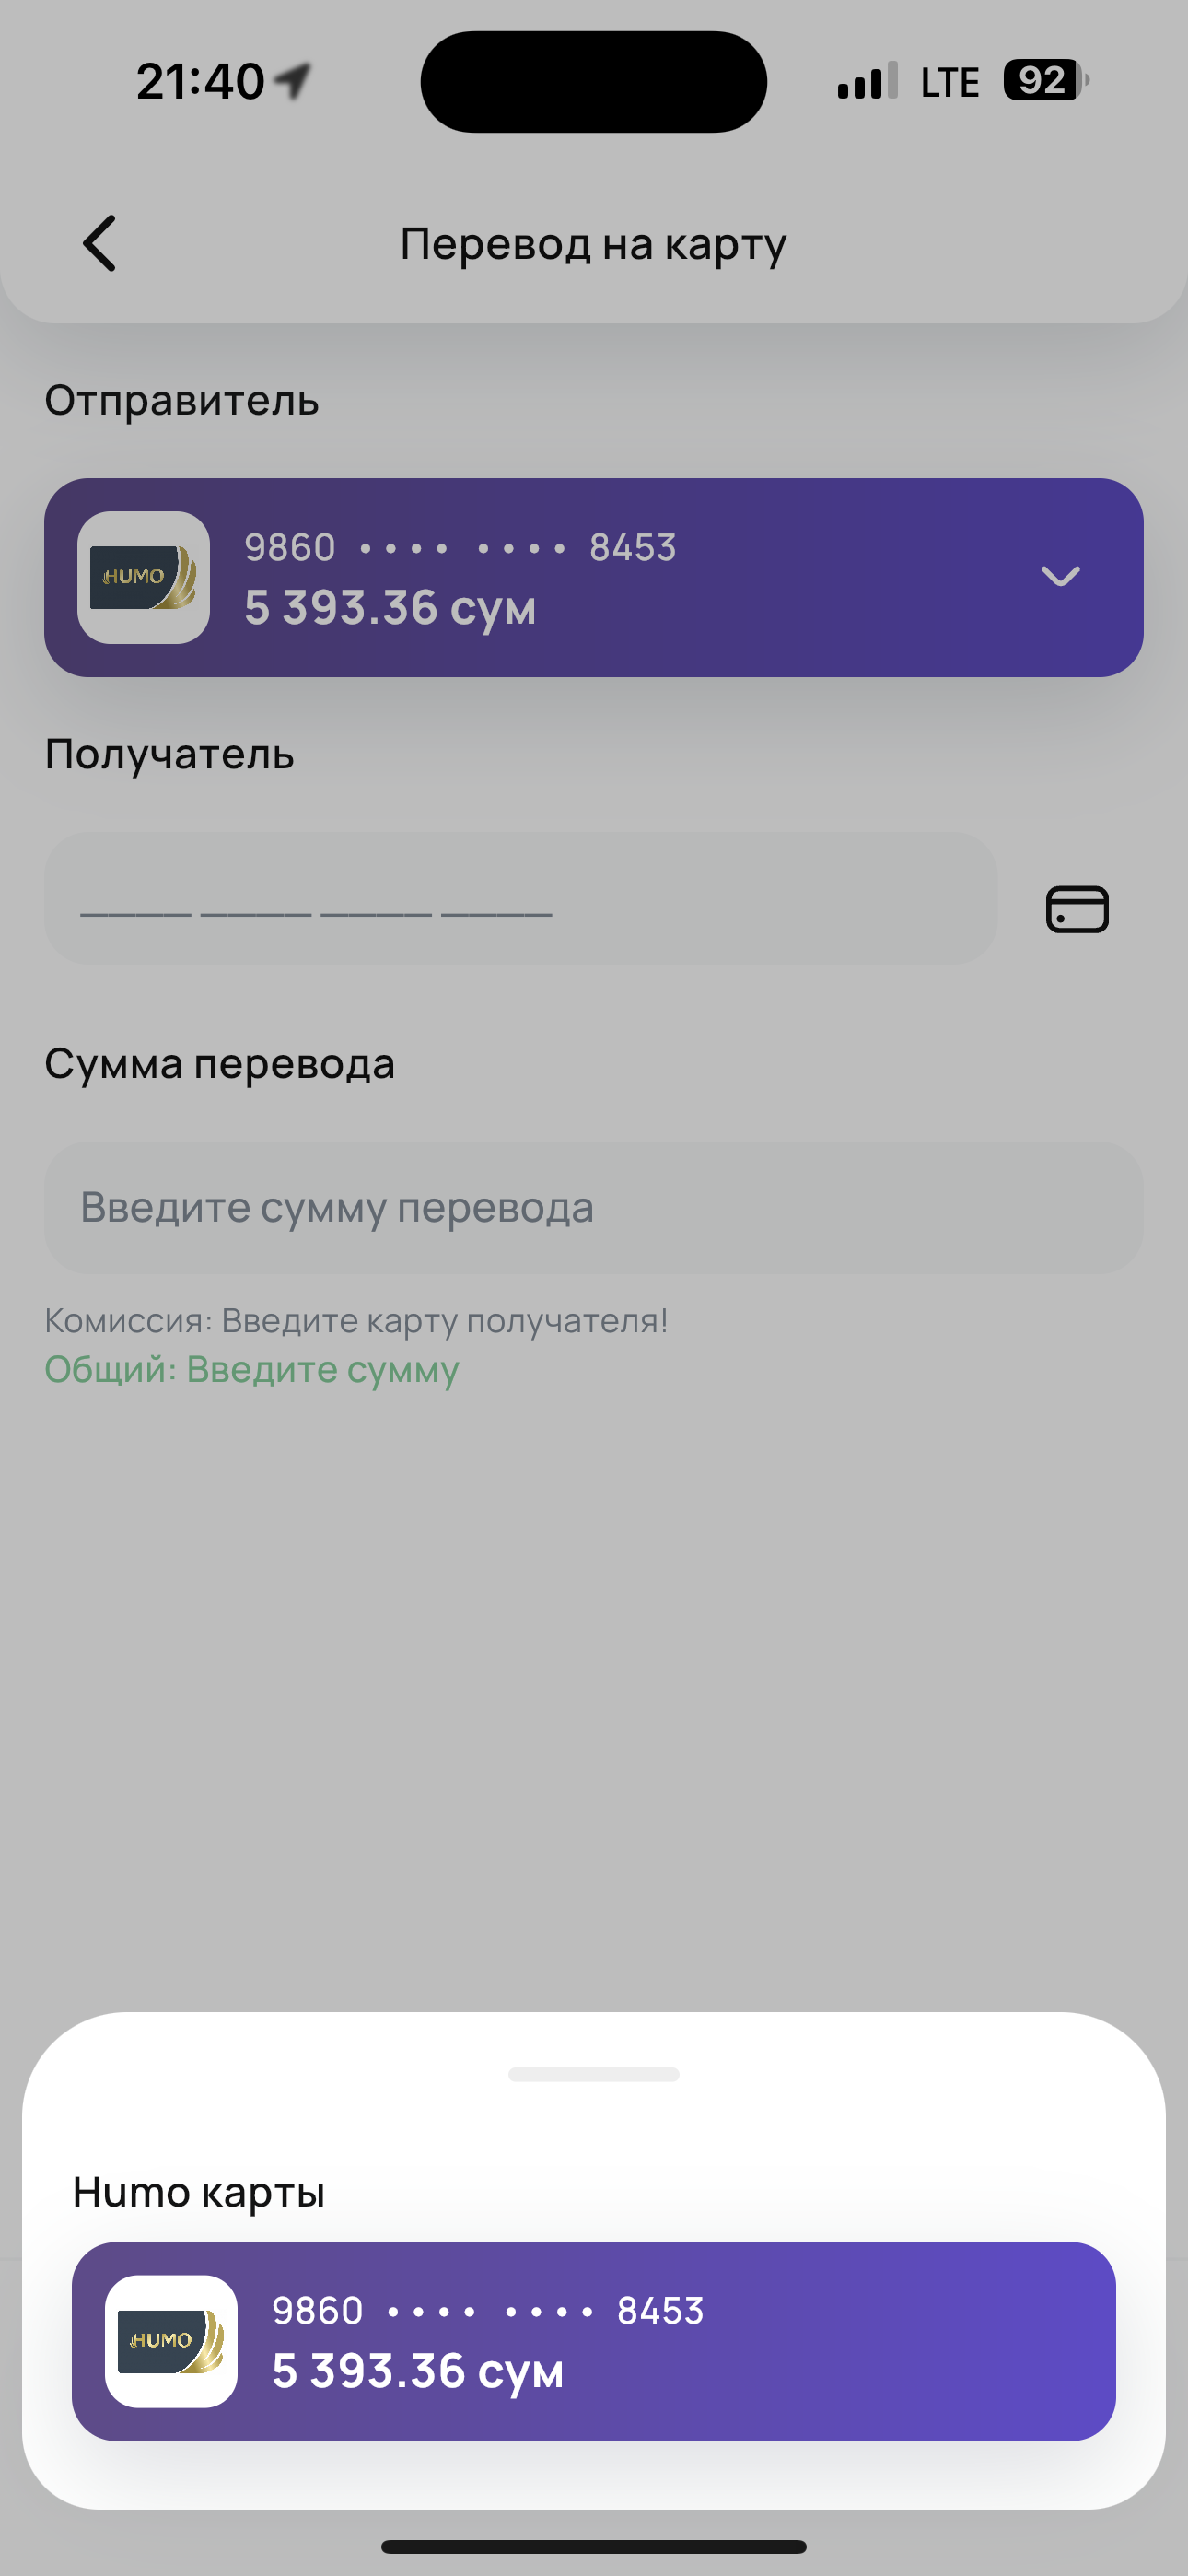 21:40 LTE 92
Перевод на карту
Отправитель
HUMO
9860 •••• •••• 8453
5 393.36 сум
Получатель
____ ____ ____ ____
Сумма перевода
Введите сумму перевода
Комиссия: Введите карту получателя!
Общий: Введите сумму
Humo карты
HUMO
9860 •••• •••• 8453
5 393.36 сум